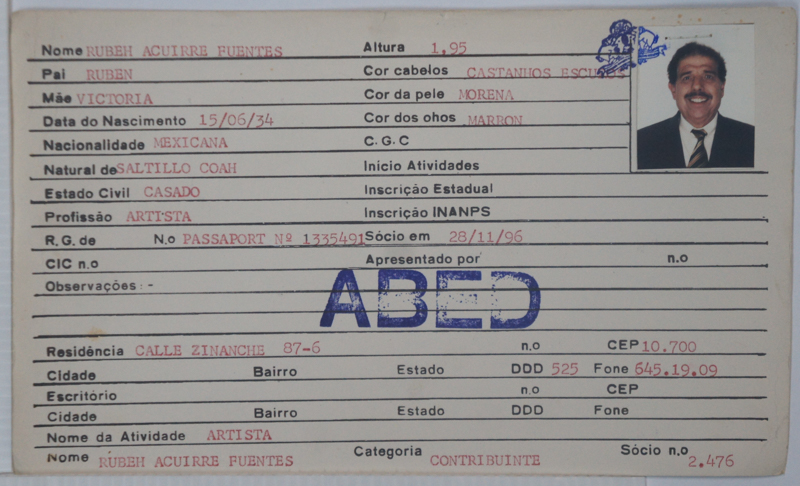 Nome RUBEH ACUIRRE FUENTES Altura 1.95
Pai RUBEN Cor cabelos CASTANHOS ESCUROS
Mãe VICTORIA Cor da pele MORENA
Data do Nascimento 15/06/34 Cor dos ohos MARRON
Nacionalidade MEXICANA C.G.C
Natural de SALTILLO COAH Inicio Atividades
Estado Civil CASADO Inscrição Estadual
Profissão ARTISTA Inscrição INANPS
R.G. de N.o PASSAPORT Nº 1335491 Sócio em 28/11/96
CIC n.o Apresentado por n.o
Observações: -
ABED
Residência CALLE ZINANCHE 87-6 n.o CEP 10.700
Cidade Bairro Estado DDD 525 Fone 645.19.09
Escritório n.o CEP
Cidade Bairro Estado DDD Fone
Nome da Atividade ARTISTA
Nome RUBEH ACUIRRE FUENTES Categoria CONTRIBUINTE Sócio n.o 2.476